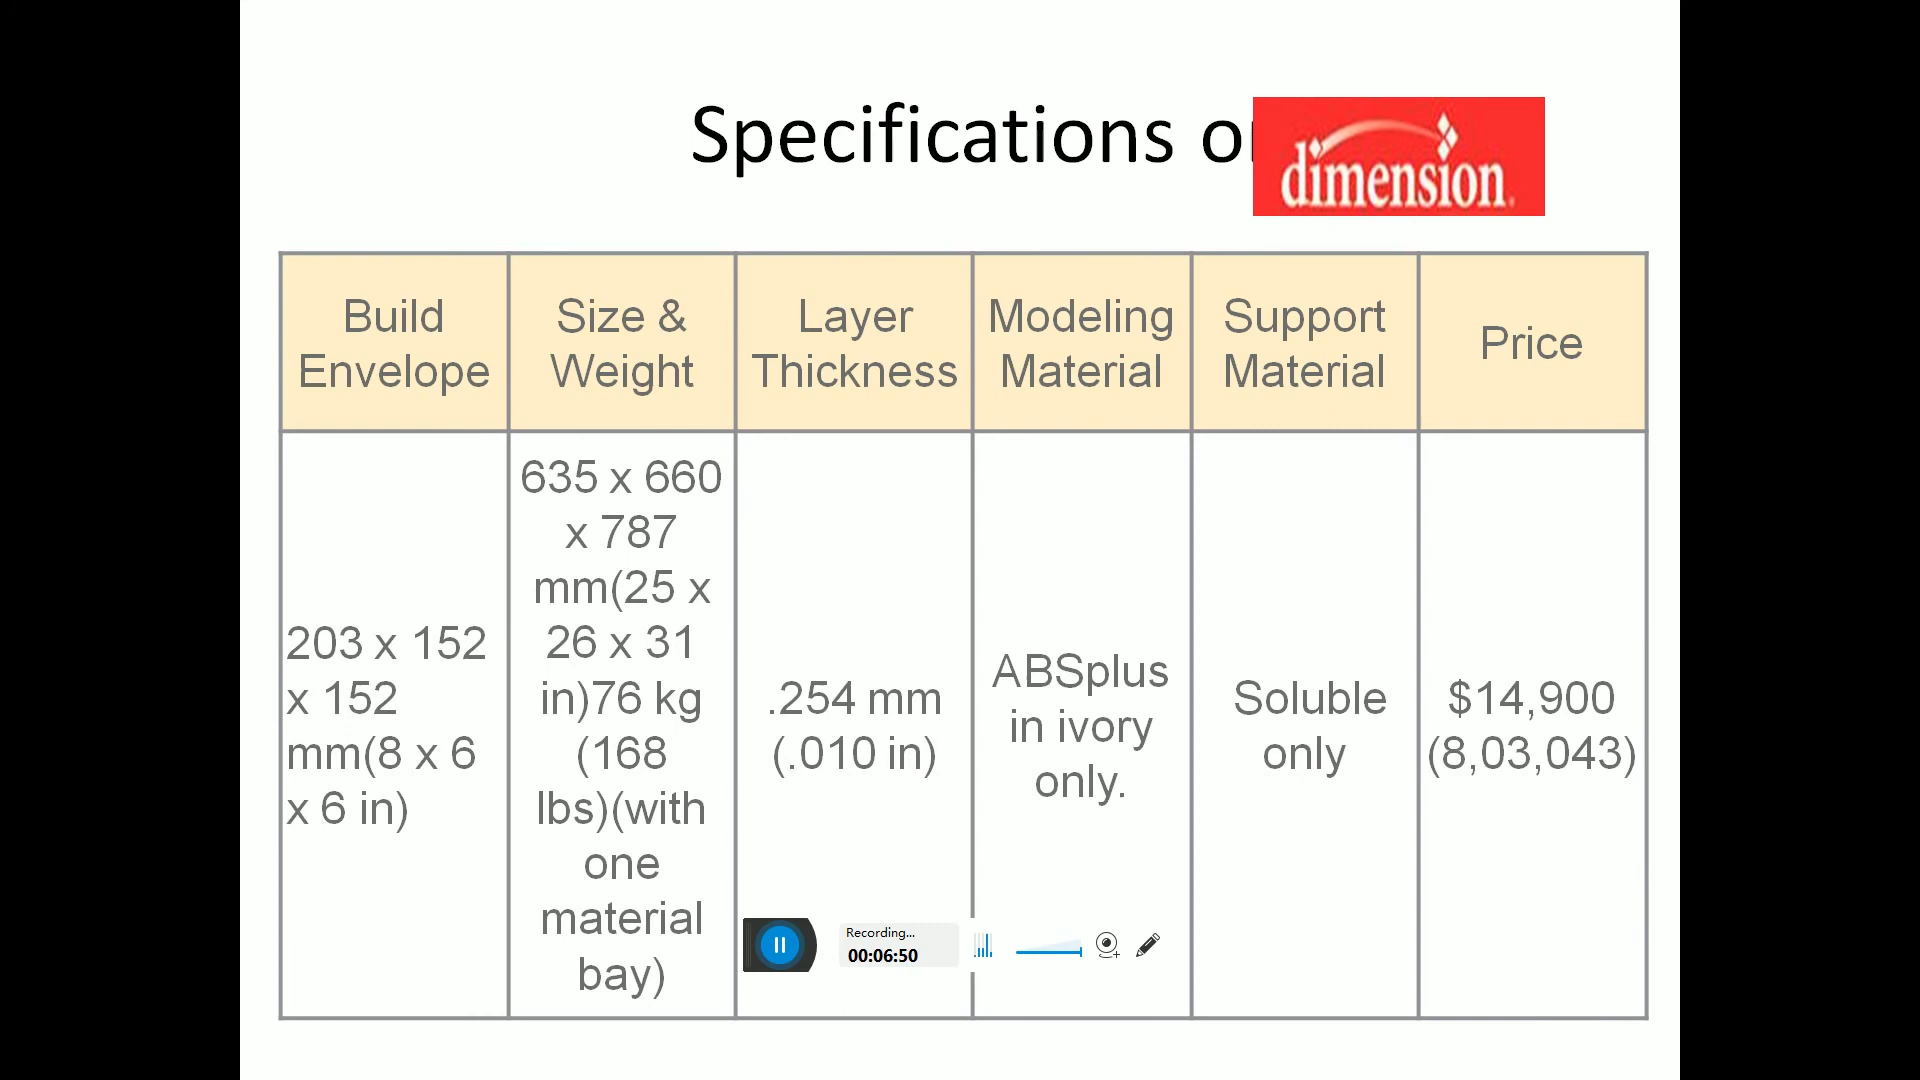 Specifications
dimension.
Build
Envelope
Size &
Weight
Layer
Thickness
Modeling
Material
Support
Material
Price
203 x 152
x 152
mm(8 x 6
x 6 in)
635 x 660
x 787
mm(25 x
26 x 31
in)76 kg
(168
lbs)(with
one
material
bay)
.254 mm
(.010 in)
ABSplus
in ivory
only.
Soluble
only
$14,900
(8,03,043)
Recording...
00:06:50